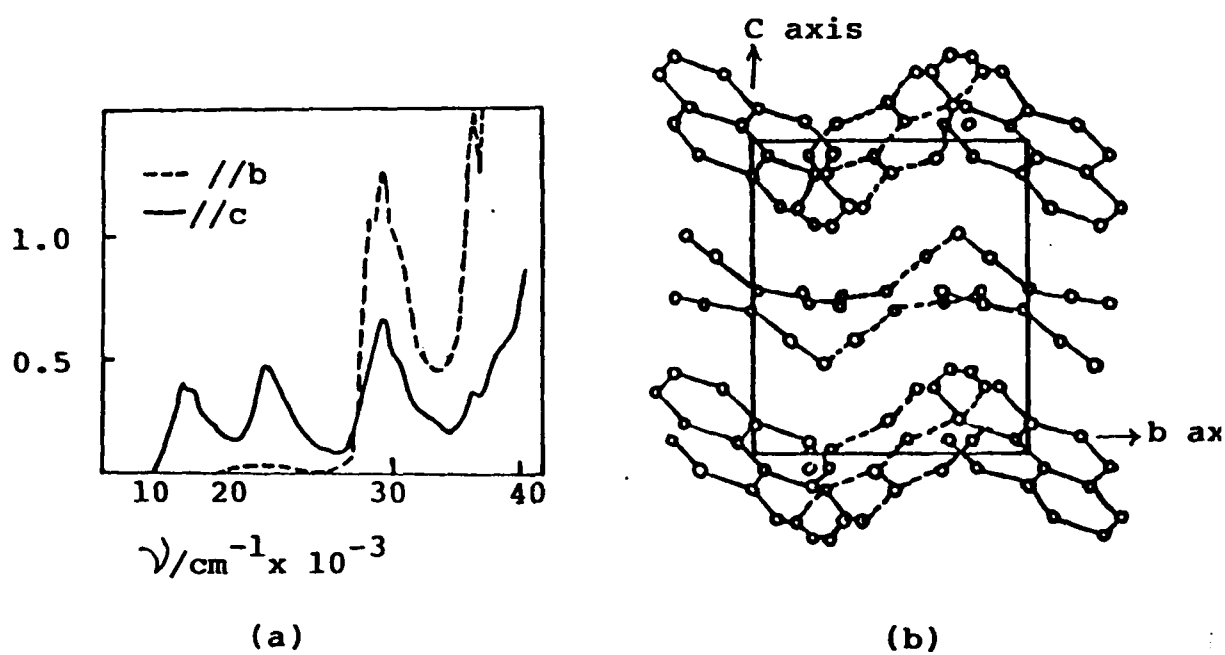 --- //b
— //c
1.0
0.5
10 20 30 40
ν/cm⁻¹x 10⁻³
(a)
C axis
b ax
(b)